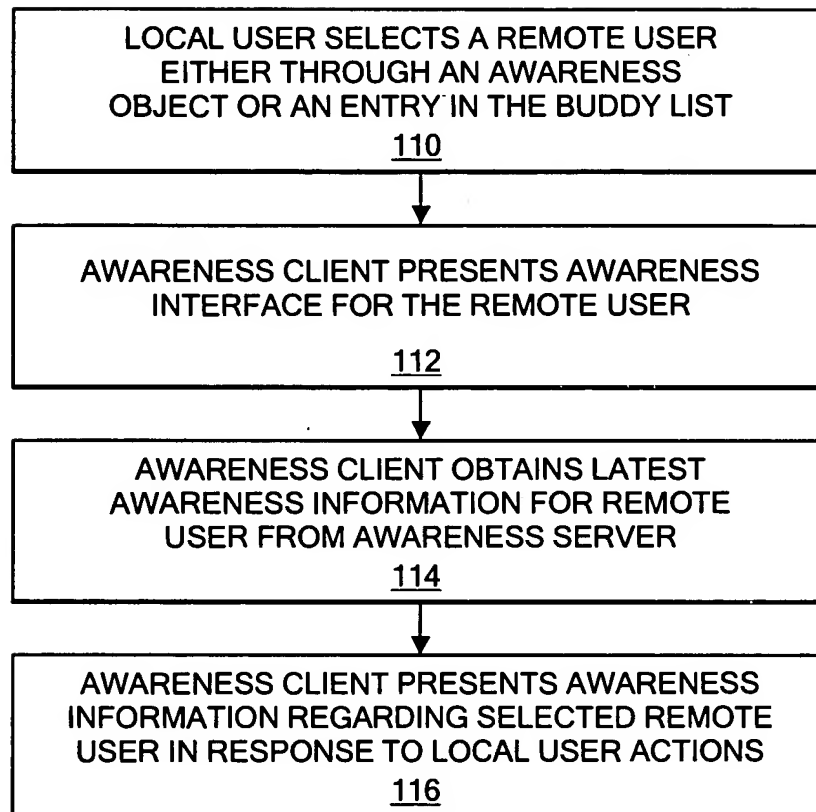 LOCAL USER SELECTS A REMOTE USER
EITHER THROUGH AN AWARENESS
OBJECT OR AN ENTRY IN THE BUDDY LIST
110
AWARENESS CLIENT PRESENTS AWARENESS
INTERFACE FOR THE REMOTE USER
112
AWARENESS CLIENT OBTAINS LATEST
AWARENESS INFORMATION FOR REMOTE
USER FROM AWARENESS SERVER
114
AWARENESS CLIENT PRESENTS AWARENESS
INFORMATION REGARDING SELECTED REMOTE
USER IN RESPONSE TO LOCAL USER ACTIONS
116